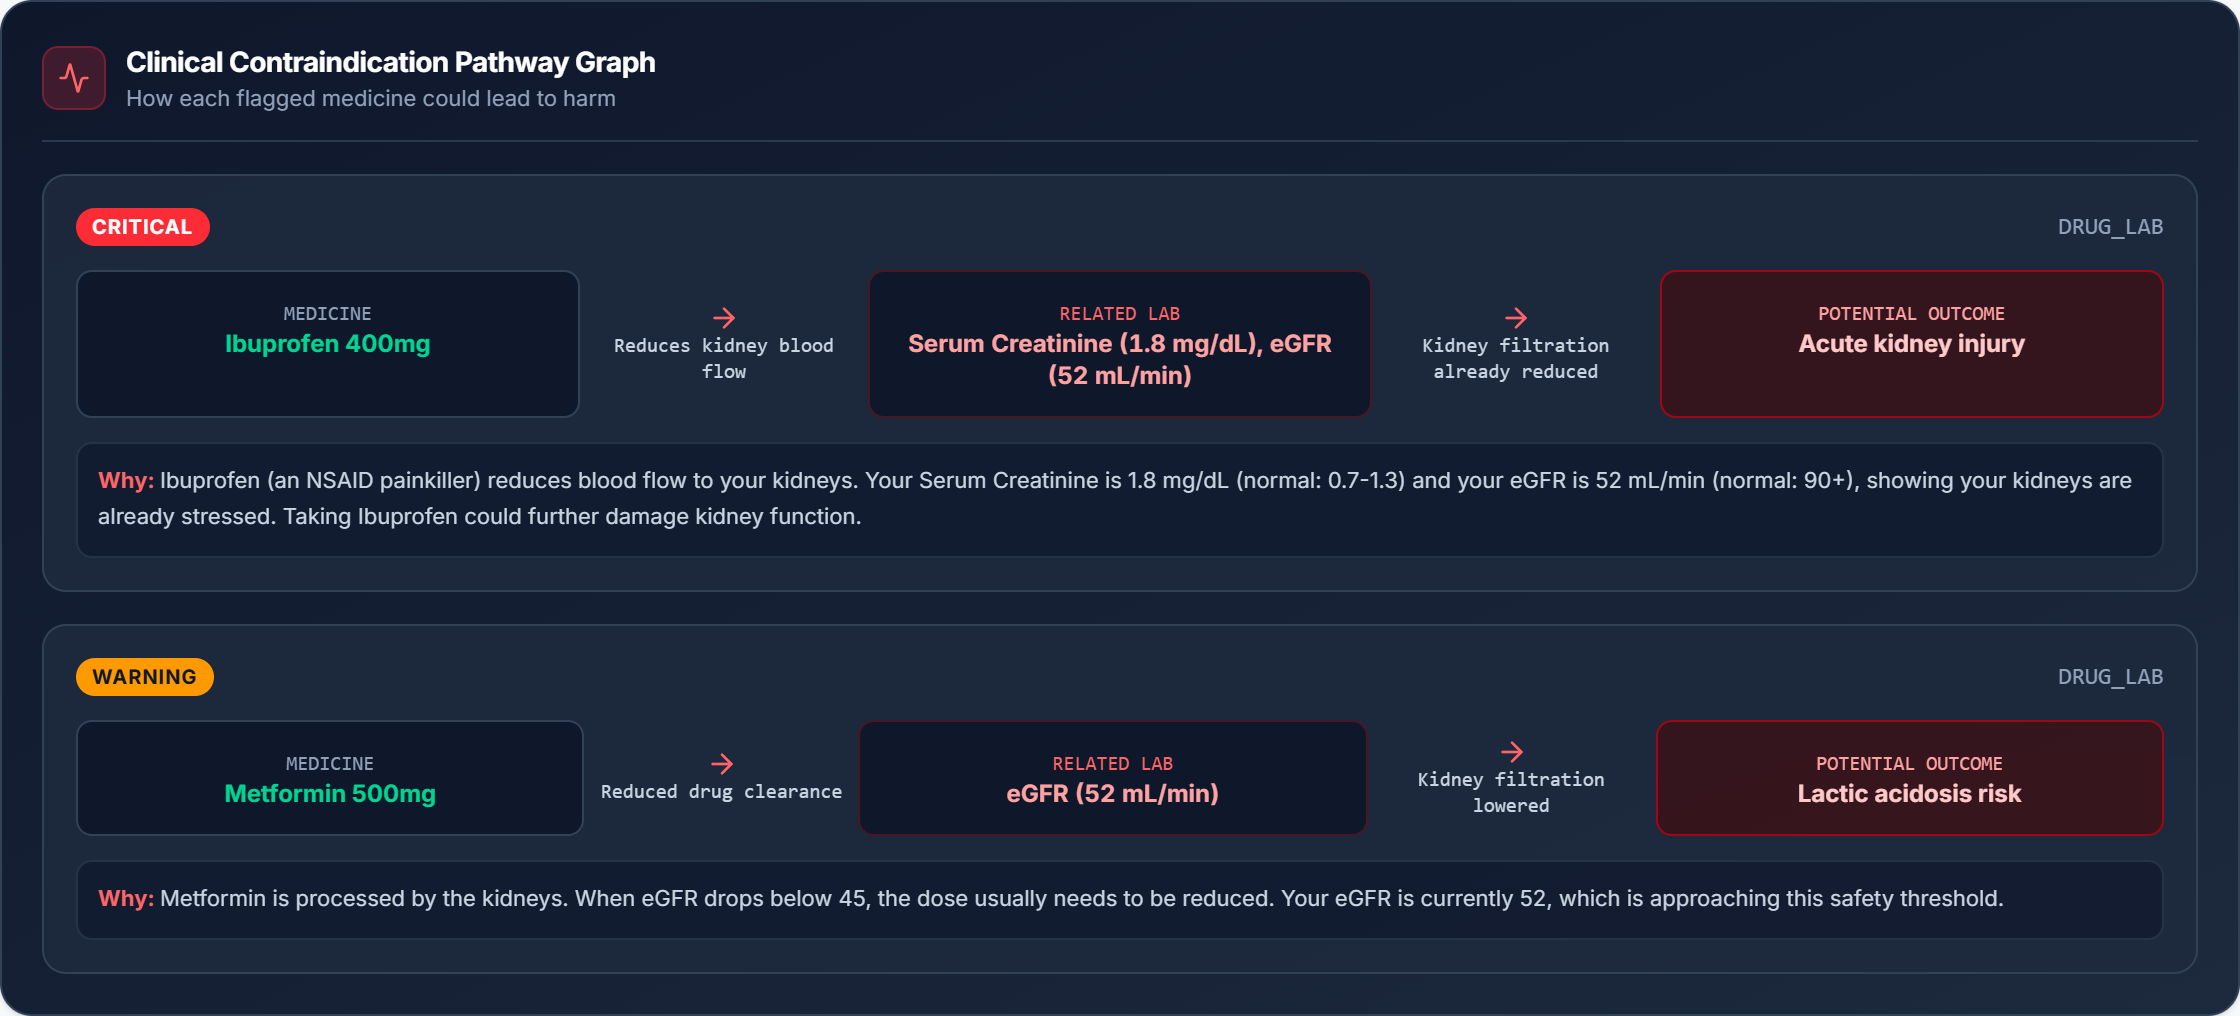 Clinical Contraindication Pathway Graph
How each flagged medicine could lead to harm
CRITICAL
DRUG_LAB
MEDICINE
Ibuprofen 400mg
Reduces kidney blood
flow
RELATED LAB
Serum Creatinine (1.8 mg/dL), eGFR
(52 mL/min)
Kidney filtration
already reduced
POTENTIAL OUTCOME
Acute kidney injury
Why: Ibuprofen (an NSAID painkiller) reduces blood flow to your kidneys. Your Serum Creatinine is 1.8 mg/dL (normal: 0.7-1.3) and your eGFR is 52 mL/min (normal: 90+), showing your kidneys are
already stressed. Taking Ibuprofen could further damage kidney function.
WARNING
DRUG_LAB
MEDICINE
Metformin 500mg
Reduced drug clearance
RELATED LAB
eGFR (52 mL/min)
Kidney filtration
lowered
POTENTIAL OUTCOME
Lactic acidosis risk
Why: Metformin is processed by the kidneys. When eGFR drops below 45, the dose usually needs to be reduced. Your eGFR is currently 52, which is approaching this safety threshold.